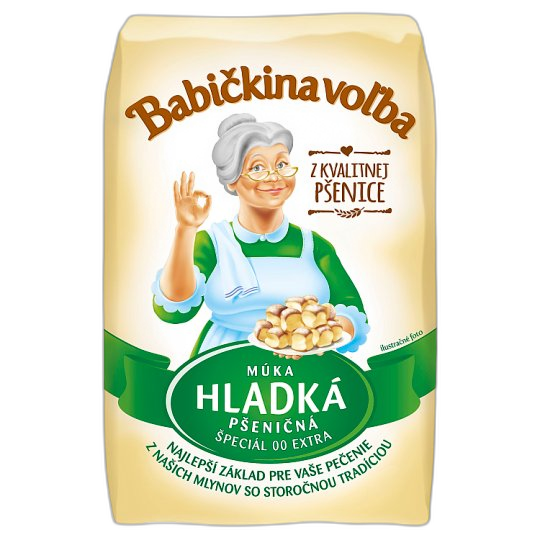 Babičkina voľba
Z KVALITNEJ
PŠENICE
ilustračné foto
MÚKA
HLADKÁ
PŠENIČNÁ
ŠPECIÁL 00 EXTRA
NAJLEPŠÍ ZÁKLAD PRE VAŠE PEČENIE
Z NAŠICH MLYNOV SO STOROČNOU TRADÍCIOU